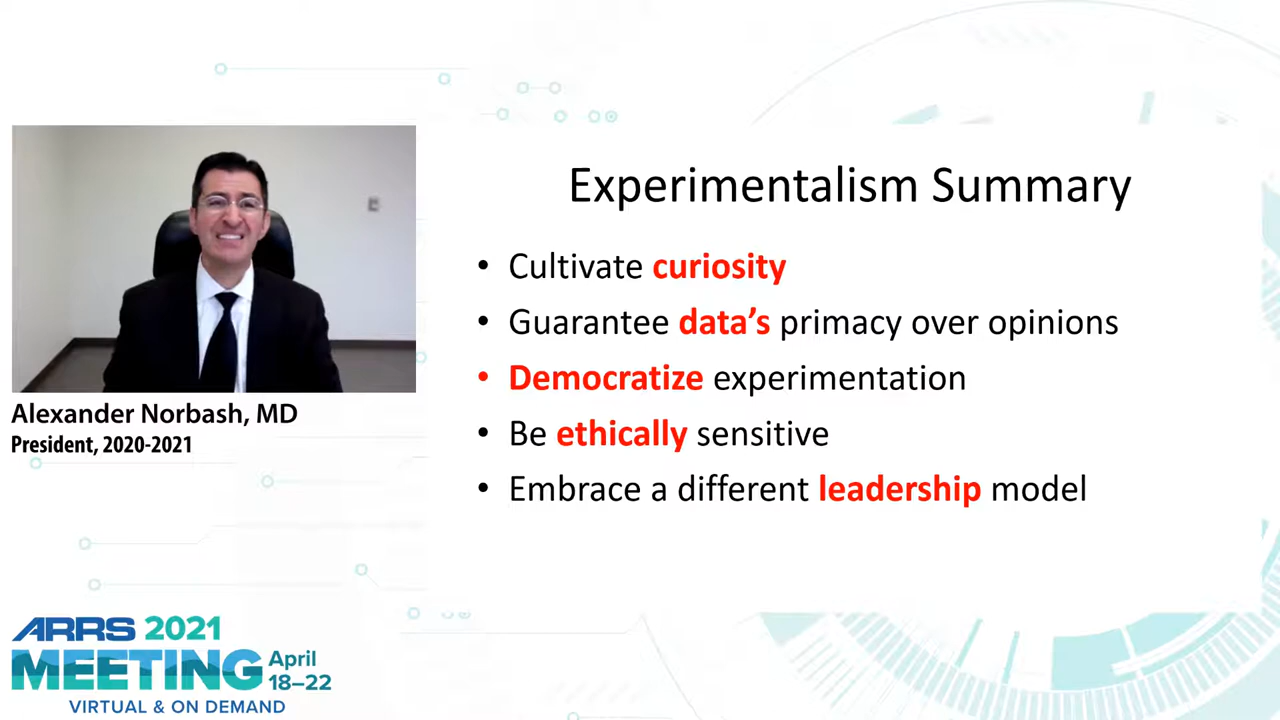 Experimentalism Summary
• Cultivate curiosity
• Guarantee data’s primacy over opinions
• Democratize experimentation
• Be ethically sensitive
• Embrace a different leadership model
Alexander Norbash, MD
President, 2020-2021
ARRS 2021
MEETING
April
18–22
VIRTUAL & ON DEMAND